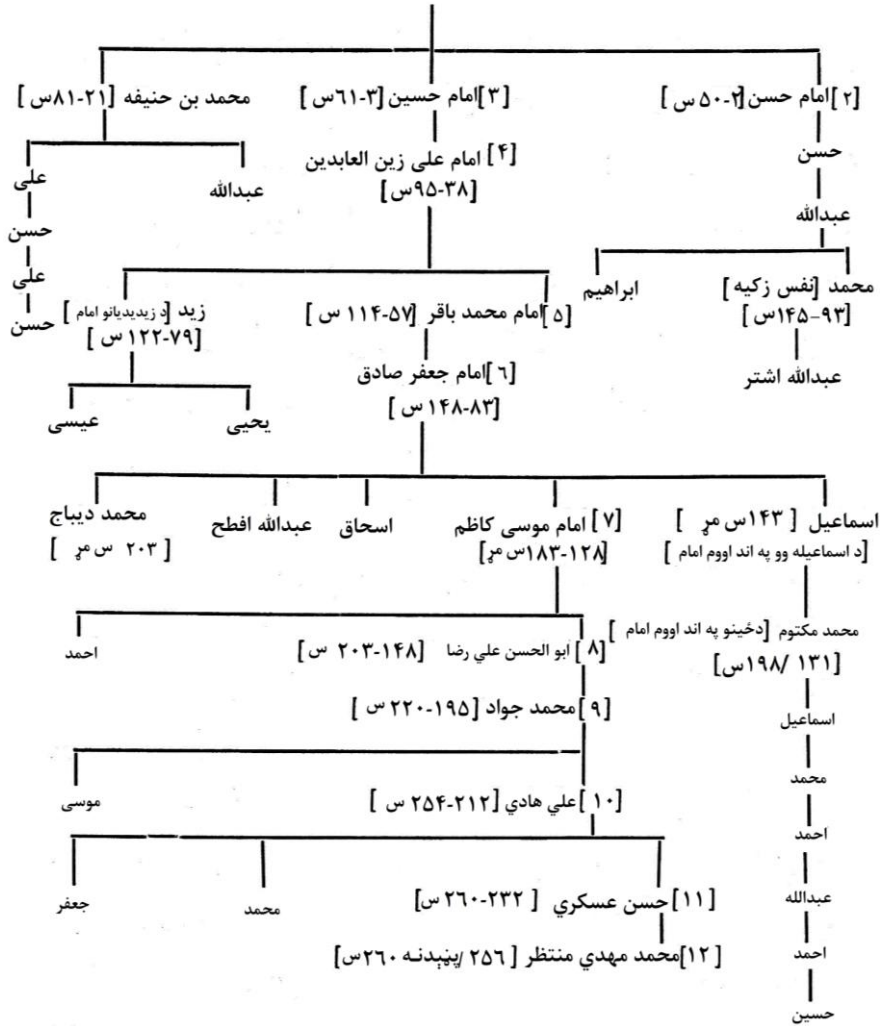 [۲] امام حسن [۲-۵۰ س]
[۳] امام حسین [۳-۶۱س]
محمد بن حنیفه [۲۱-۸۱س]
حسن
[۴] امام علی زین العابدین
[۳۸-۹۵س]
عبدالله
علی
عبدالله
حسن
محمد [نفس زکیه]
[۹۳-۱۴۵س]
ابراهیم
علی
[۵] امام محمد باقر [۵۷-۱۱۴ س]
زید [د زیدیدیانو امام]
[۷۹-۱۲۲ س]
حسن
عبدالله اشتر
[٦] امام جعفر صادق
[۸۳-۱۴۸ س]
یحیی
عیسی
اسماعیل [۱۴۳س مړ]
[د اسماعیله وو په اند اووم امام]
[۷] امام موسی کاظم
[۱۲۸-۱۸۳س مړ]
اسحاق
عبدالله افطح
محمد دیباج
[۲۰۳ س مړ]
محمد مکتوم [دځینو په اند اووم امام]
[۱۳۱ /۱۹۸س]
[۸] ابو الحسن علي رضا [۱۴۸-۲۰۳ س]
احمد
[۹] محمد جواد [۱۹۵-۲۲۰ س]
اسماعیل
محمد
موسی
[۱۰] علي هادي [۲۱۲-۲۵۴ س]
احمد
عبدالله
[۱۱] حسن عسکري [۲۳۲-۲٦۰س]
محمد
جعفر
احمد
[۱۲] محمد مهدي منتظر [۲۵٦ /پټېدنه ۲٦۰س]
حسین